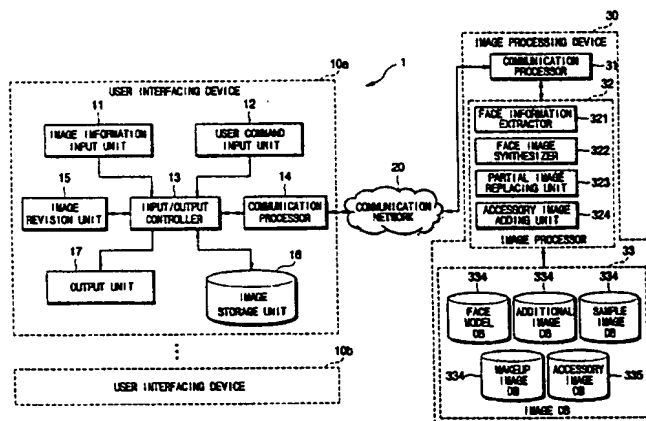 10a
USER INTERFACING DEVICE
11
IMAGE INFORMATION
INPUT UNIT
12
USER COMMAND
INPUT UNIT
15
IMAGE
REVISION UNIT
13
INPUT/OUTPUT
CONTROLLER
14
COMMUNICATION
PROCESSOR
17
OUTPUT UNIT
16
IMAGE
STORAGE UNIT
10b
USER INTERFACING DEVICE
1
20
COMMUNICATION
NETWORK
30
IMAGE PROCESSING DEVICE
COMMUNICATION
PROCESSOR
31
32
FACE INFORMATION
EXTRACTOR
321
FACE IMAGE
SYNTHESIZER
322
PARTIAL IMAGE
REPLACING UNIT
323
ACCESSORY IMAGE
ADDING UNIT
324
IMAGE PROCESSOR
33
334
FACE
MODEL
DB
334
ADDITIONAL
IMAGE
DB
334
SAMPLE
IMAGE
DB
334
MAKEUP
IMAGE
DB
ACCESSORY
IMAGE
DB
335
IMAGE DB